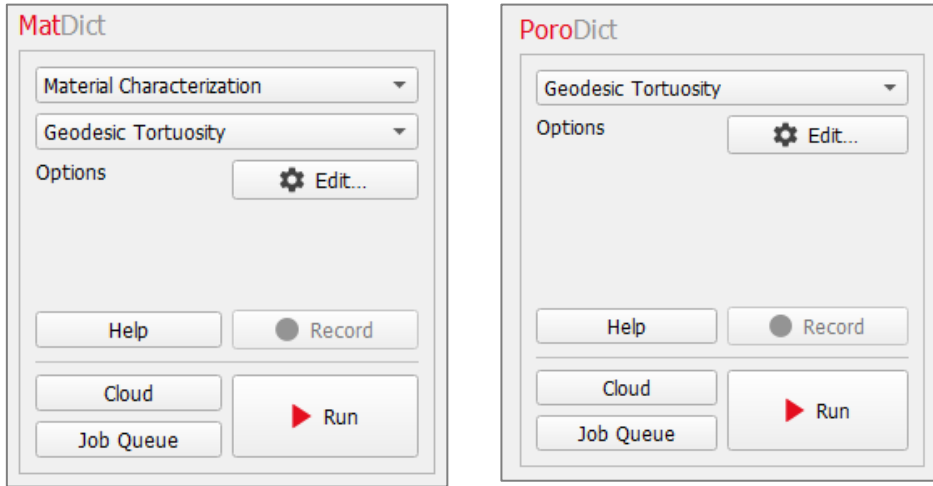 MatDict
Material Characterization
Geodesic Tortuosity
Options
Edit...
Help
Record
Cloud
Run
Job Queue
PoroDict
Geodesic Tortuosity
Options
Edit...
Help
Record
Cloud
Run
Job Queue